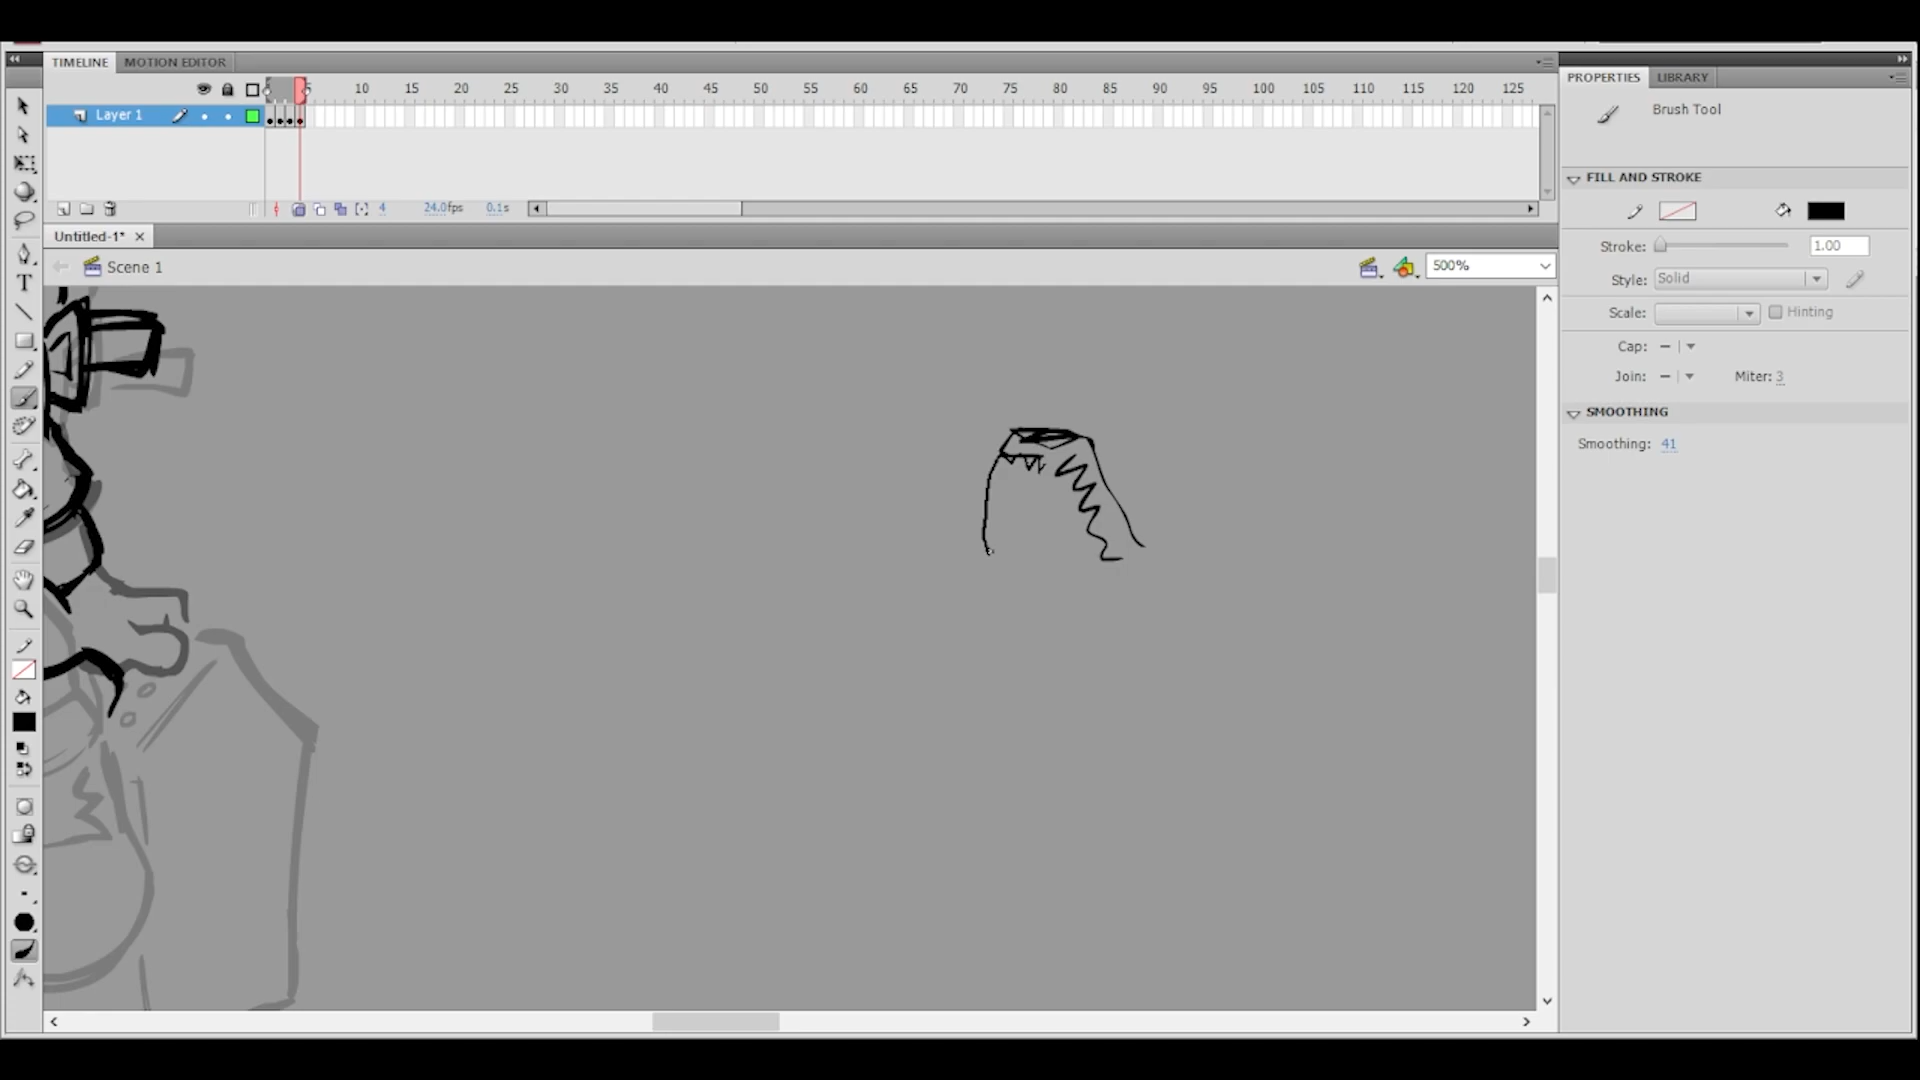 TIMELINE MOTION EDITOR
5 10 15 20 25 30 35 40 45 50 55 60 65 70 75 80 85 90 95 100 105 110 115 120 125
Layer 1
4 24.0fps 0.1s
Untitled-1*
Scene 1
500%
T
PROPERTIES LIBRARY
Brush Tool
FILL AND STROKE
Stroke: 1.00
Style: Solid
Scale: Hinting
Cap:
Join: Miter: 3
SMOOTHING
Smoothing: 41